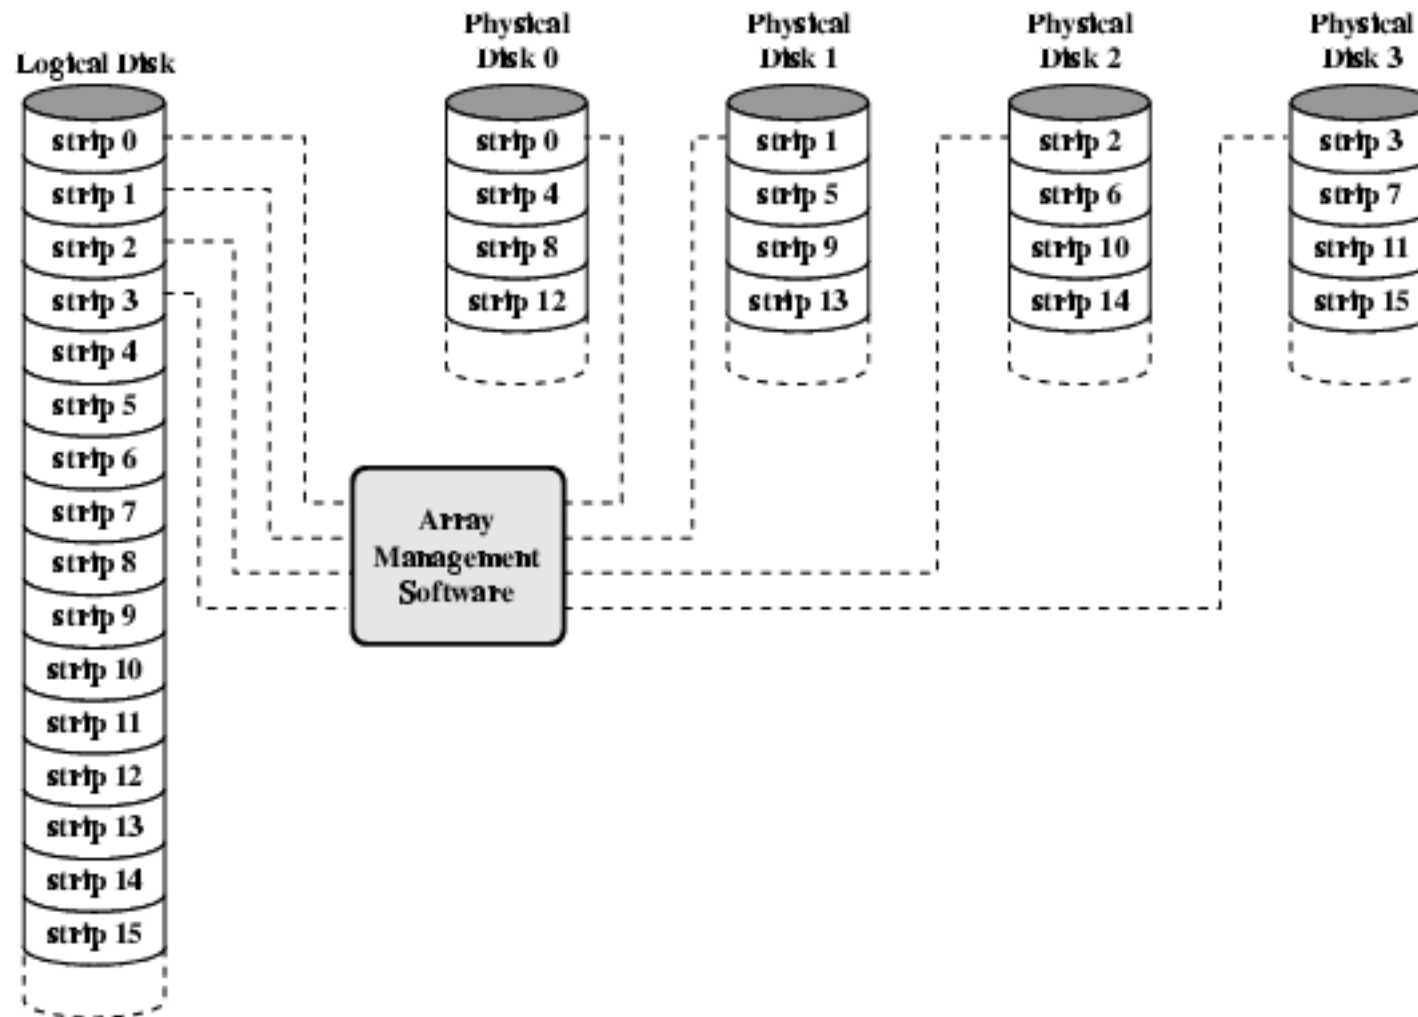 Logical Disk
strip 0
strip 1
strip 2
strip 3
strip 4
strip 5
strip 6
strip 7
strip 8
strip 9
strip 10
strip 11
strip 12
strip 13
strip 14
strip 15
Physical
Disk 0
strip 0
strip 4
strip 8
strip 12
Physical
Disk 1
strip 1
strip 5
strip 9
strip 13
Physical
Disk 2
strip 2
strip 6
strip 10
strip 14
Physical
Disk 3
strip 3
strip 7
strip 11
strip 15
Array
Management
Software